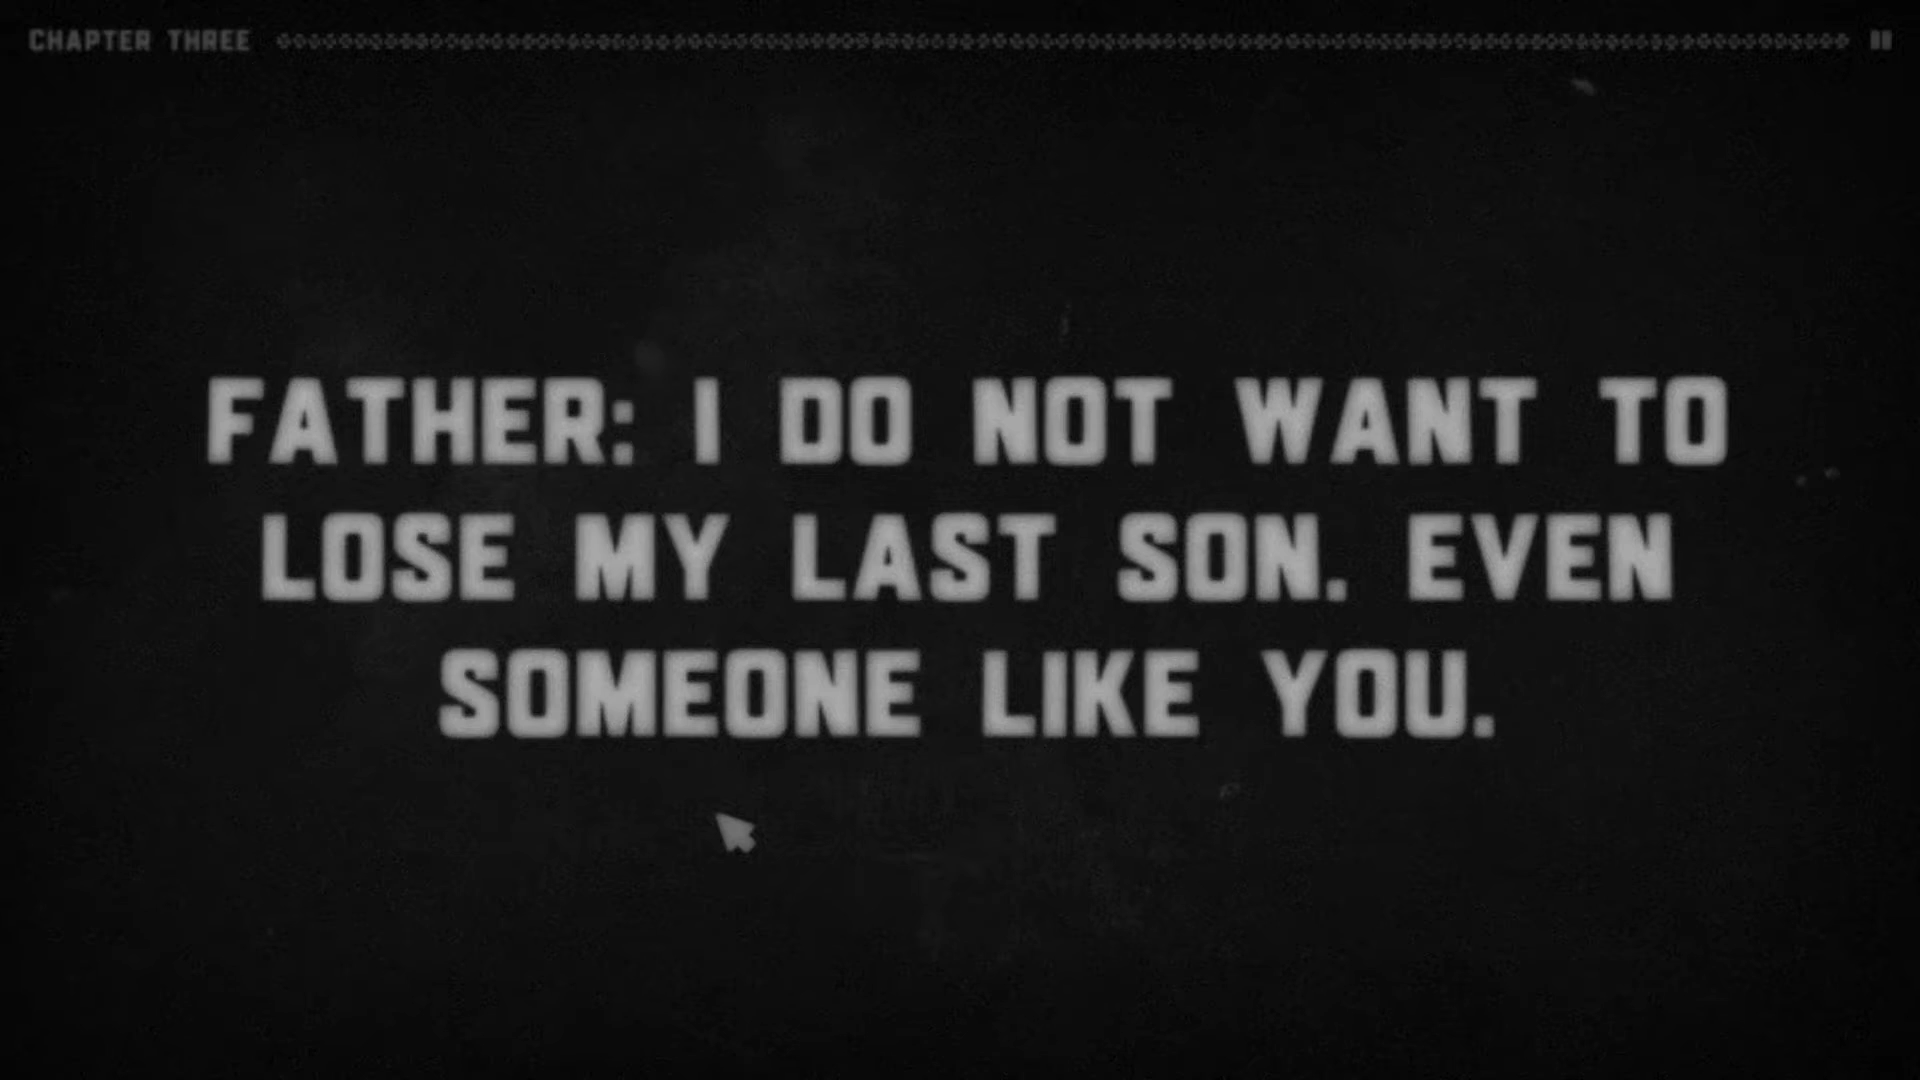 CHAPTER THREE
FATHER: I DO NOT WANT TO
LOSE MY LAST SON. EVEN
SOMEONE LIKE YOU.